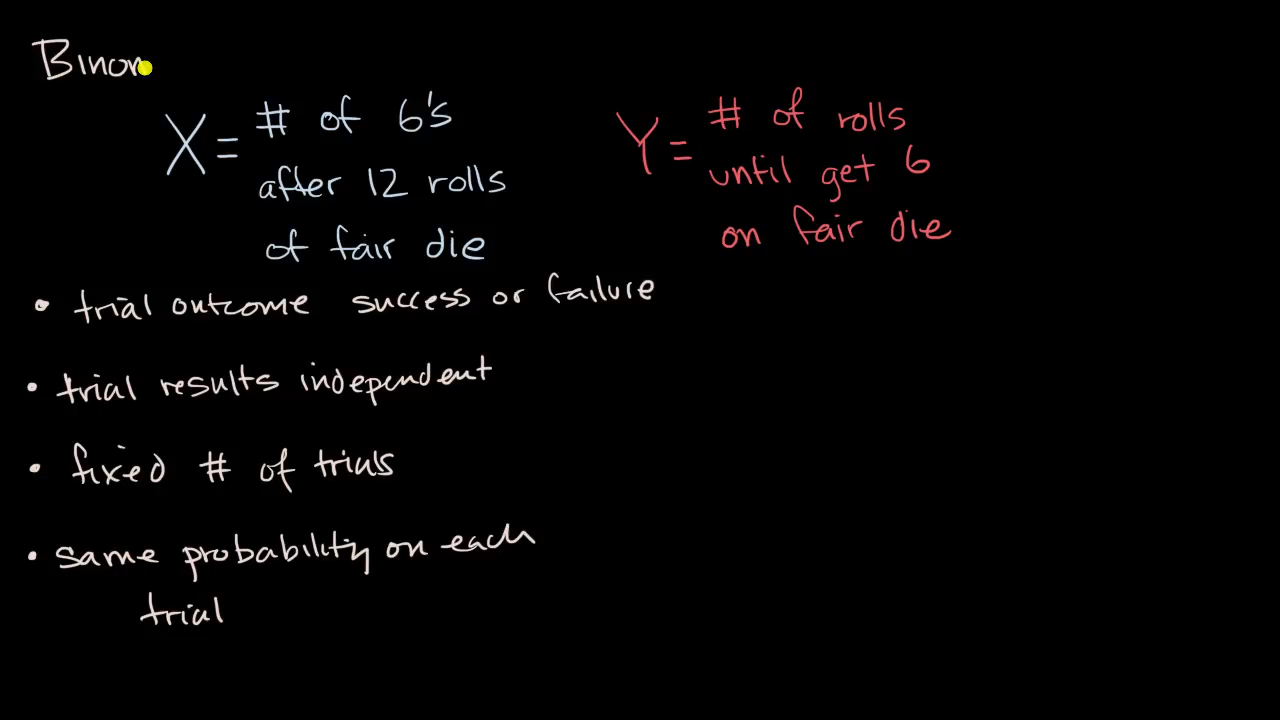 Binom
X = # of 6's
after 12 rolls
of fair die
Y = # of rolls
until get 6
on fair die
• trial outcome success or failure
• trial results independent
• fixed # of trials
• same probability on each
trial